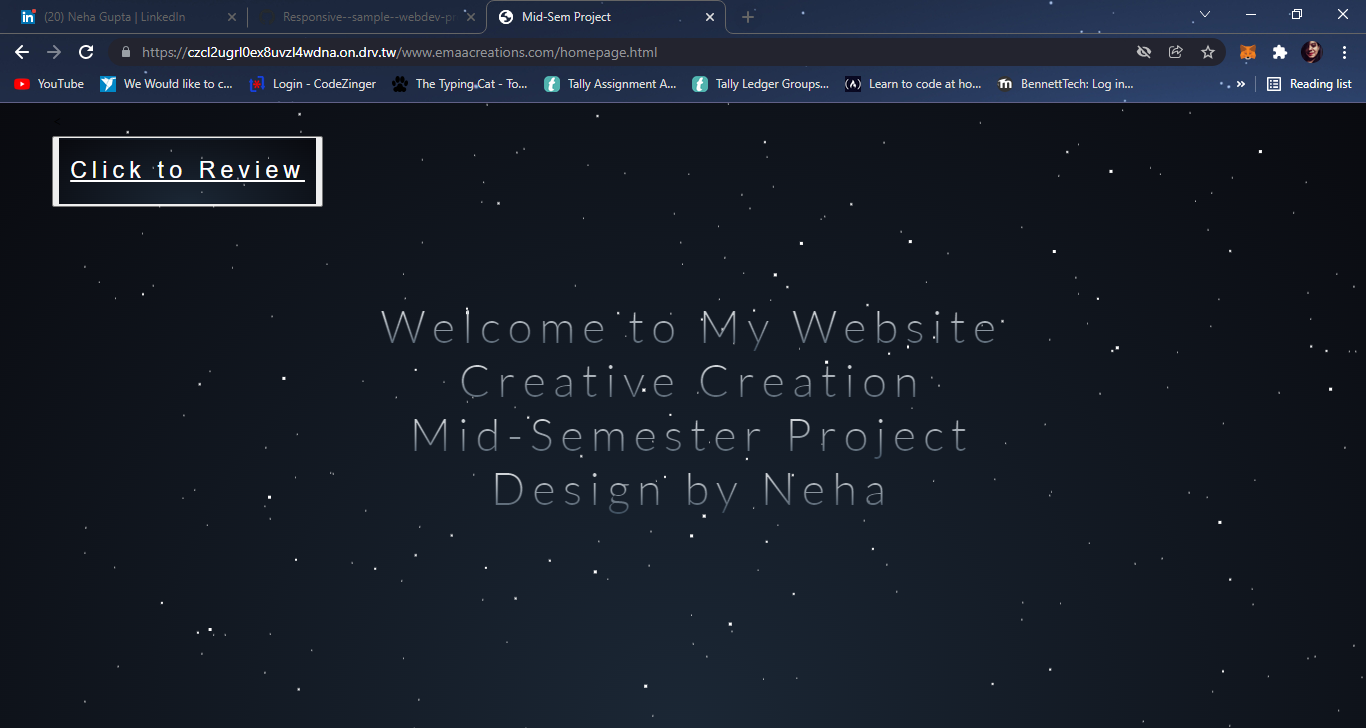 (20) Neha Gupta | LinkedIn
Responsive--sample--webdev-pr
Mid-Sem Project
https://czcl2ugrl0ex8uvzl4wdna.on.drv.tw/www.emaacreations.com/homepage.html
YouTube
We Would like to c...
Login - CodeZinger
The Typing Cat - To...
Tally Assignment A...
Tally Ledger Groups...
Learn to code at ho...
BennettTech: Log in...
Reading list
Click to Review
Welcome to My Website
Creative Creation
Mid-Semester Project
Design by Neha